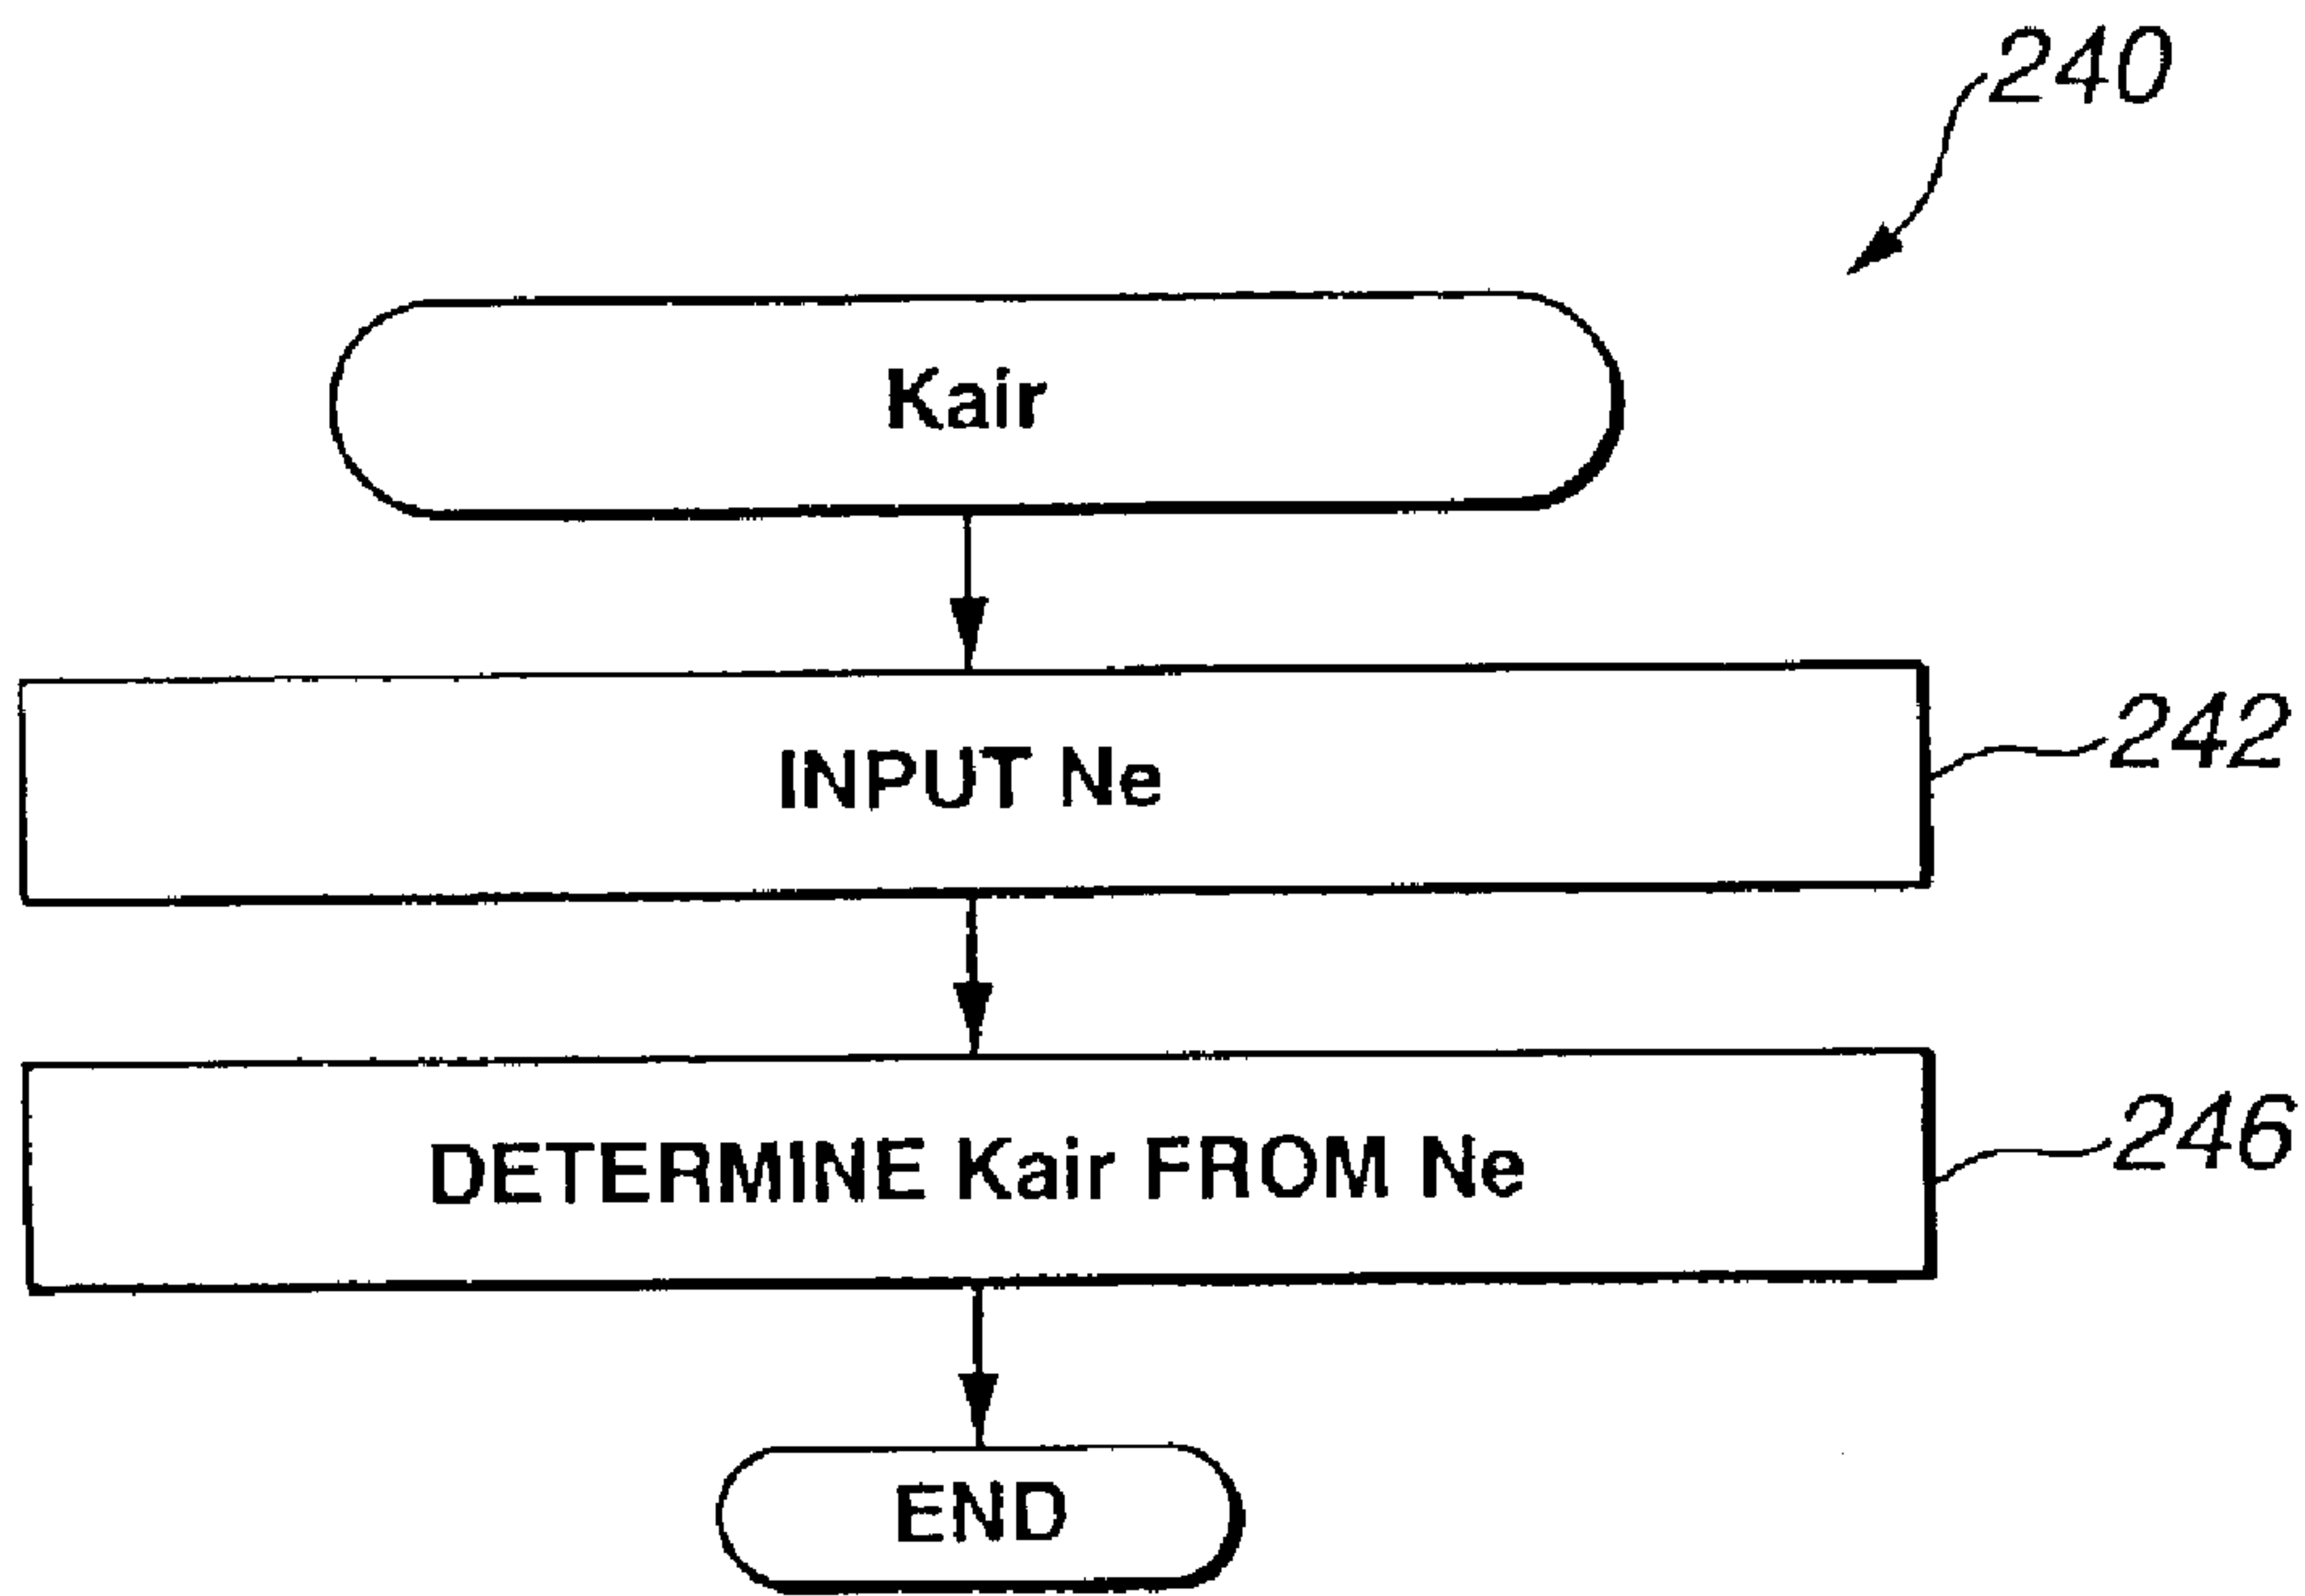 240
Kair
INPUT Ne
242
DETERMINE Kair FROM Ne
246
END